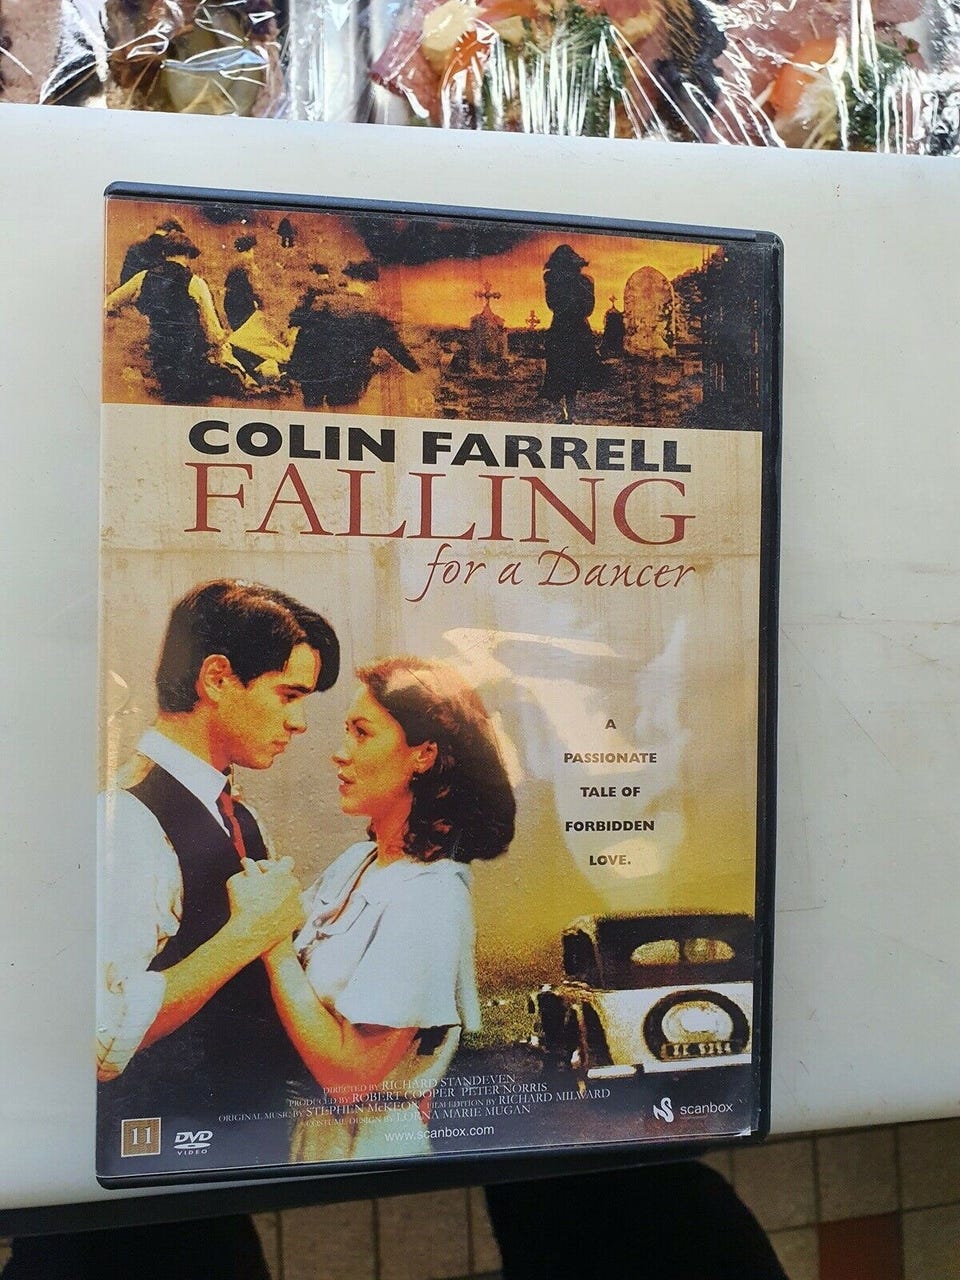 COLIN FARRELL
FALLING
for a Dancer
A
PASSIONATE
TALE OF
FORBIDDEN
LOVE.
DIRECTED BY RICHARD STANDEVEN
PRODUCED BY ROBERT COOPER PETER NORRIS
ORIGINAL MUSIC BY STEPHEN McKEON FILM EDITION BY RICHARD MILWARD
COSTUME DESIGN BY LORNA MARIE MUGAN
www.scanbox.com
11
DVD
VIDEO
scanbox